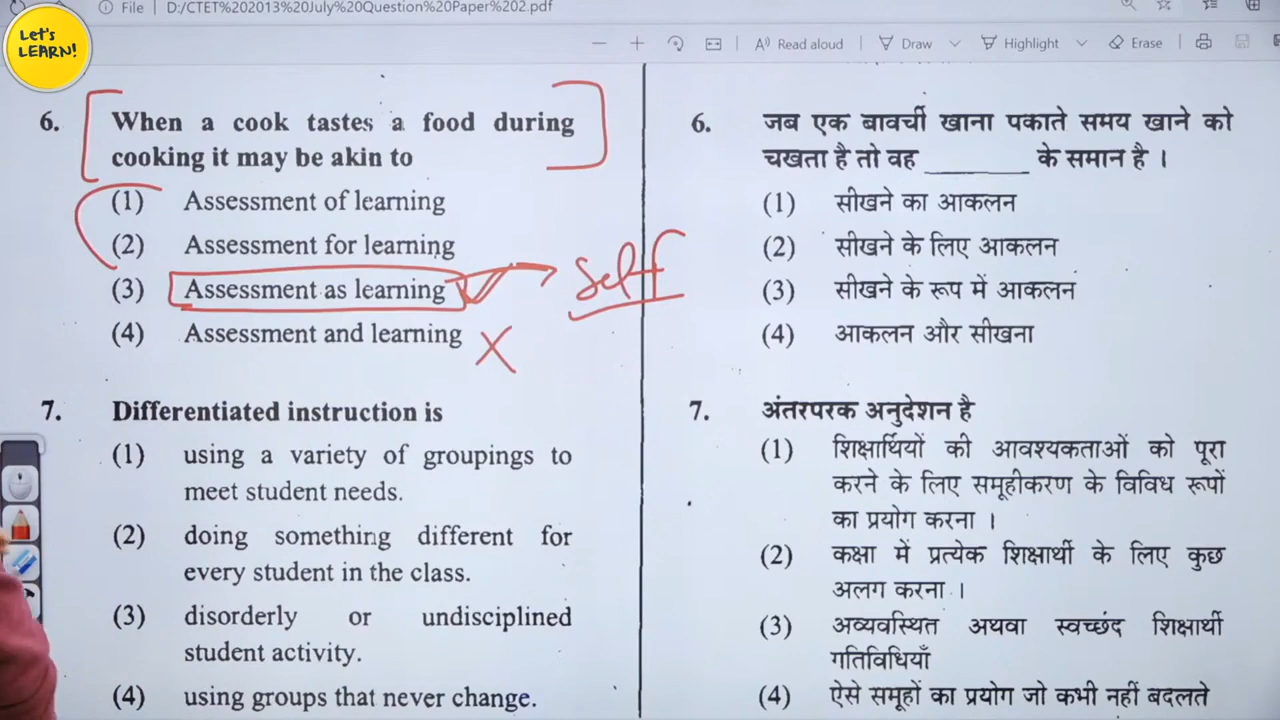 File
D:/CTET%202013%20July%20Question%20Paper%202.pdf
Let's
LEARN!
Read aloud
Draw
Highlight
Erase
6. When a cook tastes a food during
cooking it may be akin to
(1) Assessment of learning
(2) Assessment for learning
(3) Assessment as learning
Self
(4) Assessment and learning
7. Differentiated instruction is
(1) using a variety of groupings to
meet student needs.
(2) doing something different for
every student in the class.
(3) disorderly or undisciplined
student activity.
(4) using groups that never change.
6. जब एक बावर्ची खाना पकाते समय खाने को
चखता है तो वह ________ के समान है ।
(1) सीखने का आकलन
(2) सीखने के लिए आकलन
(3) सीखने के रूप में आकलन
(4) आकलन और सीखना
7. अंतरपरक अनुदेशन है
(1) शिक्षार्थियों की आवश्यकताओं को पूरा
करने के लिए समूहीकरण के विविध रूपों
का प्रयोग करना ।
(2) कक्षा में प्रत्येक शिक्षार्थी के लिए कुछ
अलग करना ।
(3) अव्यवस्थित अथवा स्वच्छंद शिक्षार्थी
गतिविधियाँ
(4) ऐसे समूहों का प्रयोग जो कभी नहीं बदलते